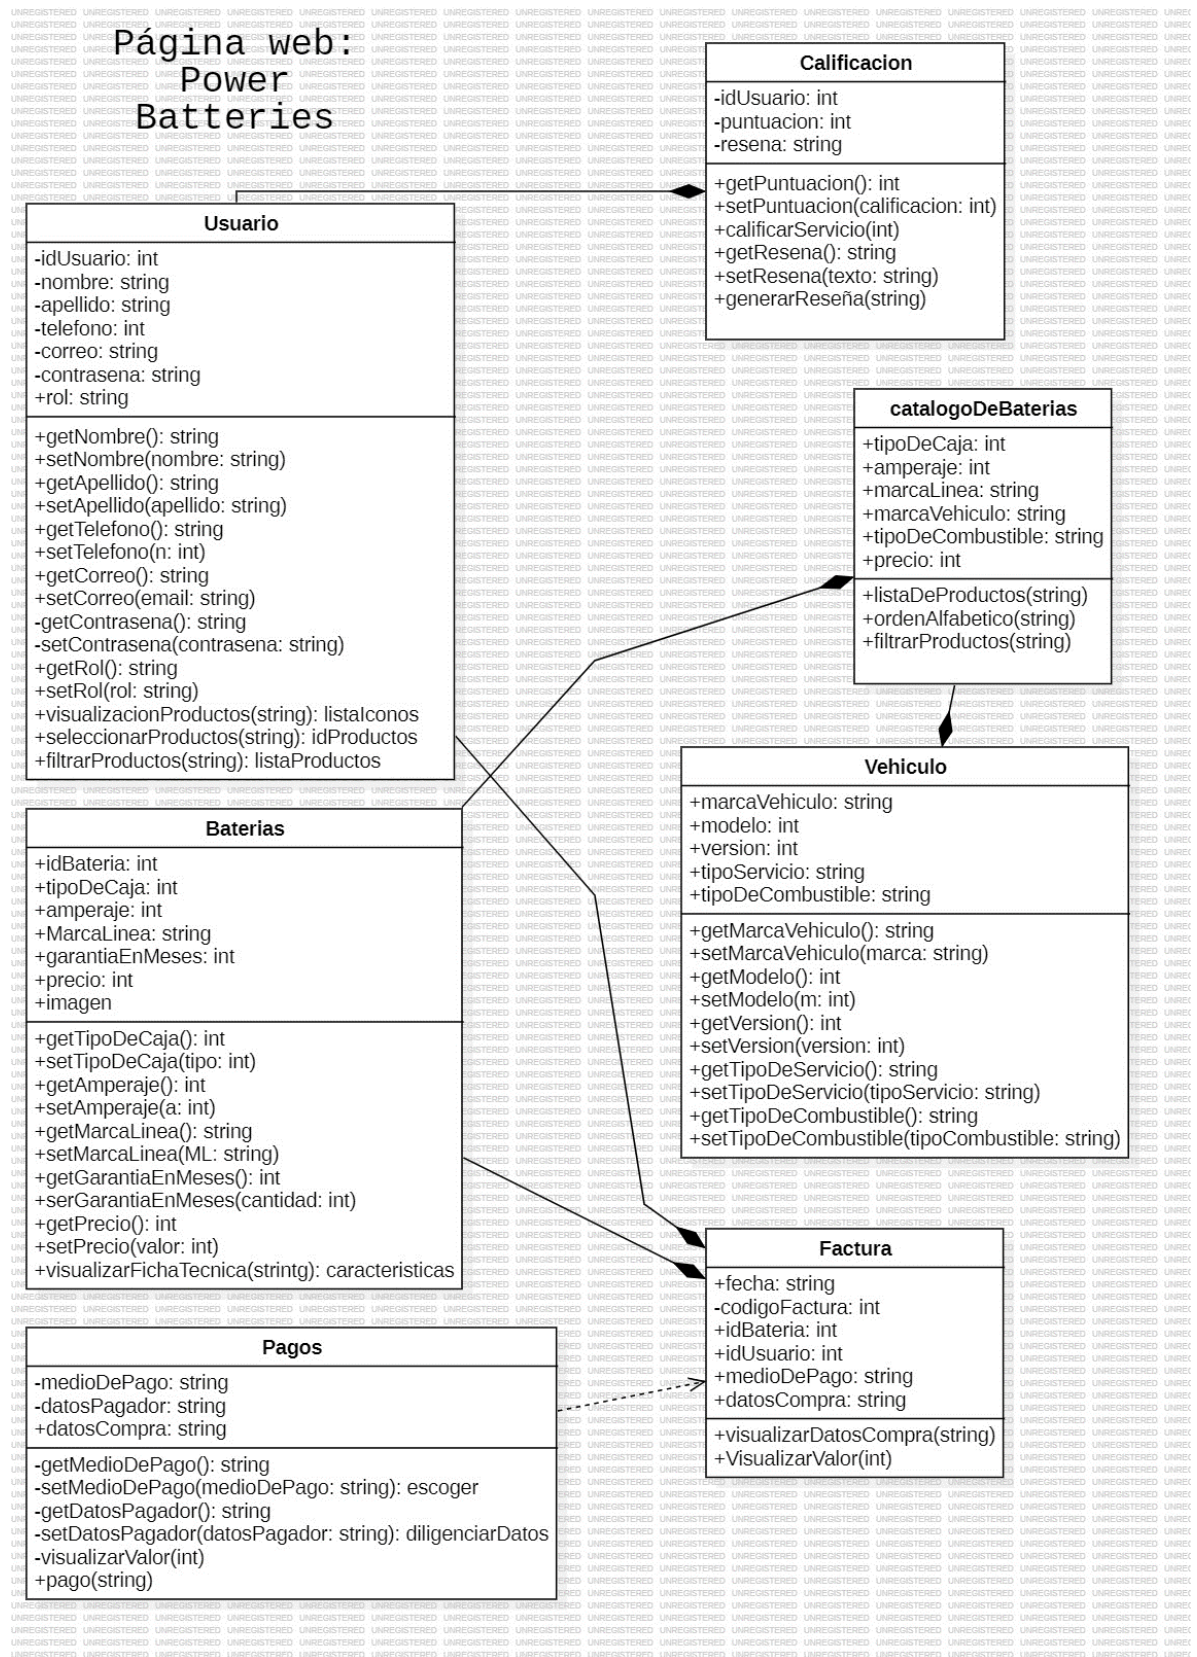 Página web:
Power
Batteries
Calificacion
-idUsuario: int
-puntuacion: int
-resena: string
+getPuntuacion(): int
+setPuntuacion(calificacion: int)
+calificarServicio(int)
+getResena(): string
+setResena(texto: string)
+generarReseña(string)
Usuario
-idUsuario: int
-nombre: string
-apellido: string
-telefono: int
-correo: string
-contrasena: string
+rol: string
+getNombre(): string
+setNombre(nombre: string)
+getApellido(): string
+setApellido(apellido: string)
+getTelefono(): string
+setTelefono(n: int)
+getCorreo(): string
+setCorreo(email: string)
-getContrasena(): string
-setContrasena(contrasena: string)
+getRol(): string
+setRol(rol: string)
+visualizacionProductos(string): listaIconos
+seleccionarProductos(string): idProductos
+filtrarProductos(string): listaProductos
catalogoDeBaterias
+tipoDeCaja: int
+amperaje: int
+marcaLinea: string
+marcaVehiculo: string
+tipoDeCombustible: string
+precio: int
+listaDeProductos(string)
+ordenAlfabetico(string)
+filtrarProductos(string)
Vehiculo
+marcaVehiculo: string
+modelo: int
+version: int
+tipoServicio: string
+tipoDeCombustible: string
+getMarcaVehiculo(): string
+setMarcaVehiculo(marca: string)
+getModelo(): int
+setModelo(m: int)
+getVersion(): int
+setVersion(version: int)
+getTipoDeServicio(): string
+setTipoDeServicio(tipoServicio: string)
+getTipoDeCombustible(): string
+setTipoDeCombustible(tipoCombustible: string)
Baterias
+idBateria: int
+tipoDeCaja: int
+amperaje: int
+MarcaLinea: string
+garantiaEnMeses: int
+precio: int
+imagen
+getTipoDeCaja(): int
+setTipoDeCaja(tipo: int)
+getAmperaje(): int
+setAmperaje(a: int)
+getMarcaLinea(): string
+setMarcaLinea(ML: string)
+getGarantiaEnMeses(): int
+serGarantiaEnMeses(cantidad: int)
+getPrecio(): int
+setPrecio(valor: int)
+visualizarFichaTecnica(strintg): caracteristicas
Factura
+fecha: string
-codigoFactura: int
+idBateria: int
+idUsuario: int
+medioDePago: string
+datosCompra: string
+visualizarDatosCompra(string)
+VisualizarValor(int)
Pagos
-medioDePago: string
-datosPagador: string
+datosCompra: string
-getMedioDePago(): string
-setMedioDePago(medioDePago: string): escoger
-getDatosPagador(): string
-setDatosPagador(datosPagador: string): diligenciarDatos
-visualizarValor(int)
+pago(string)
UNREGISTERED